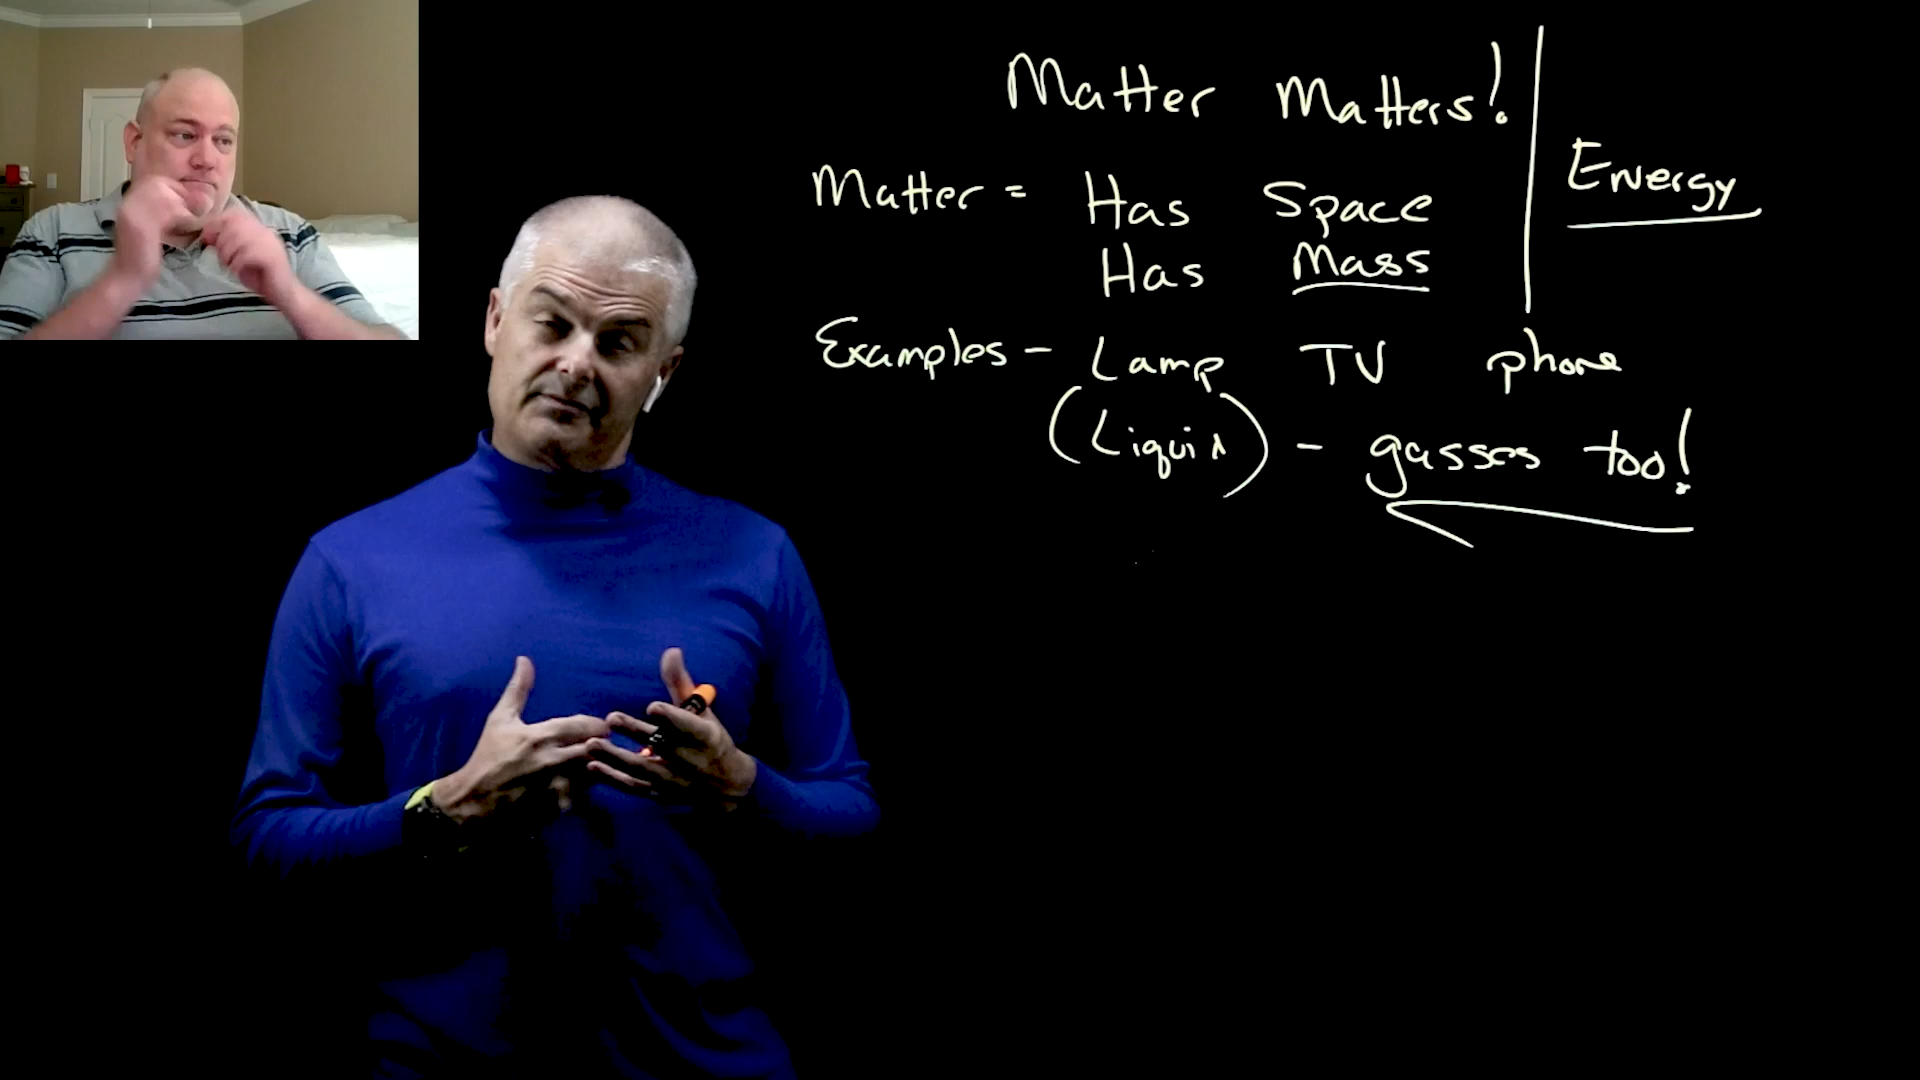 Matter Matters!
Matter = Has Space
Has Mass
Energy
Examples - Lamp TV phone
(Liquid) - gasses too!